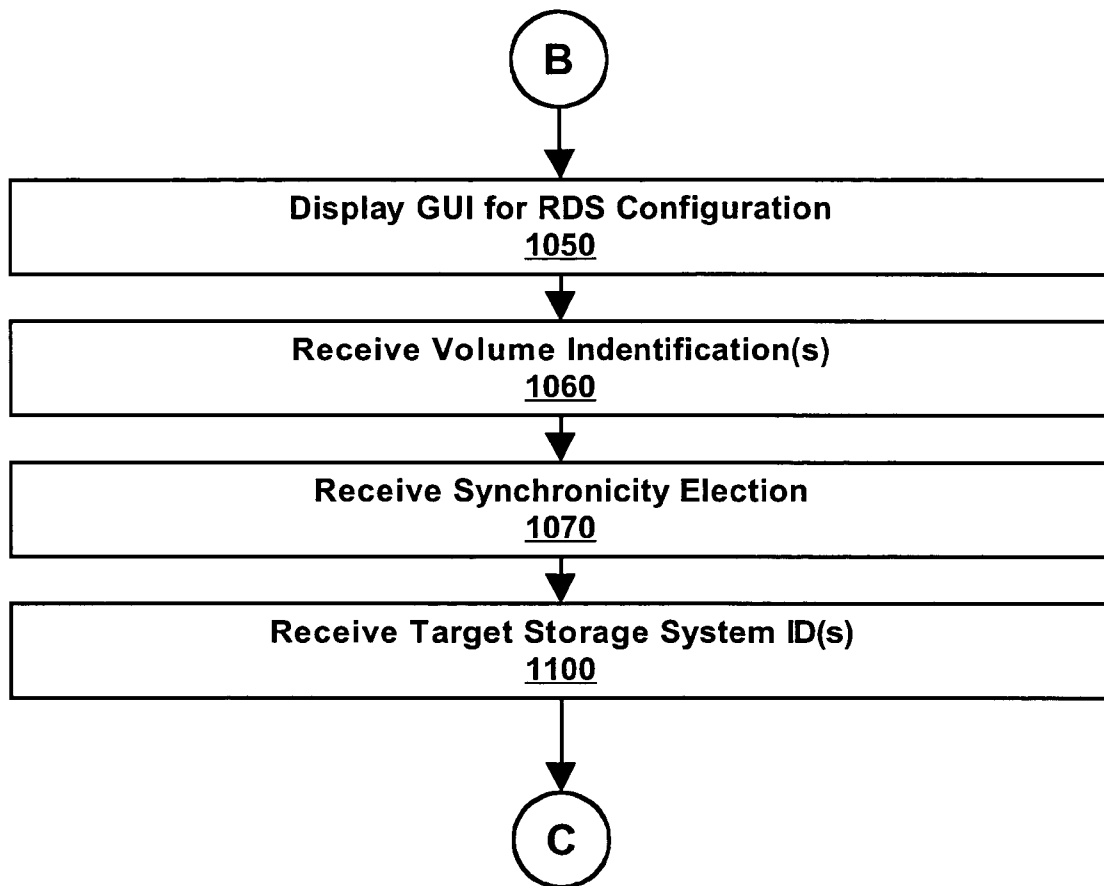 B
Display GUI for RDS Configuration
1050
Receive Volume Indentification(s)
1060
Receive Synchronicity Election
1070
Receive Target Storage System ID(s)
1100
C